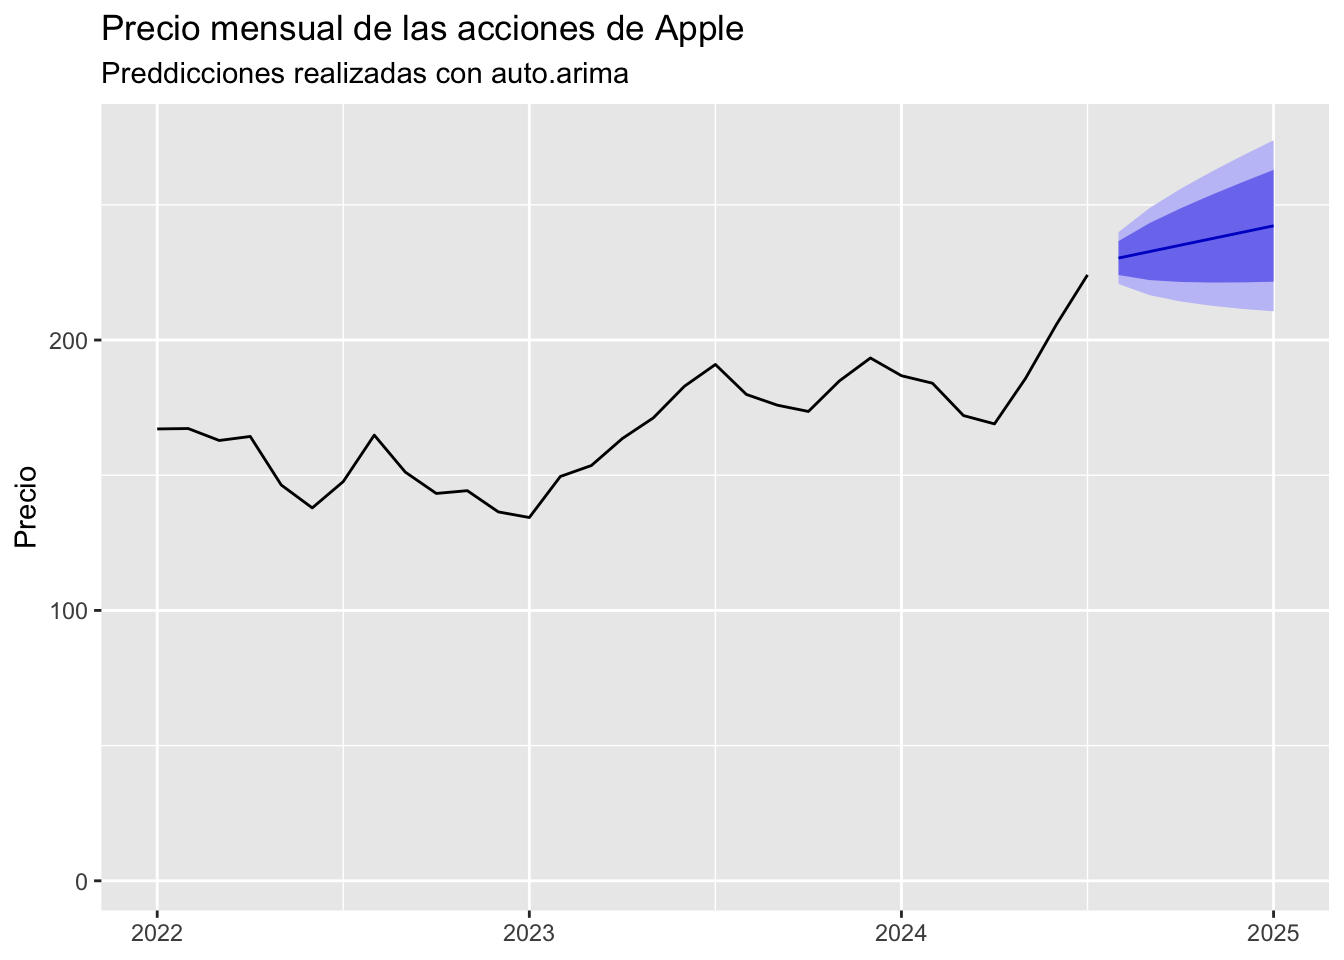 Precio mensual de las acciones de Apple
Preddicciones realizadas con auto.arima
Precio
200
100
0
2022
2023
2024
2025